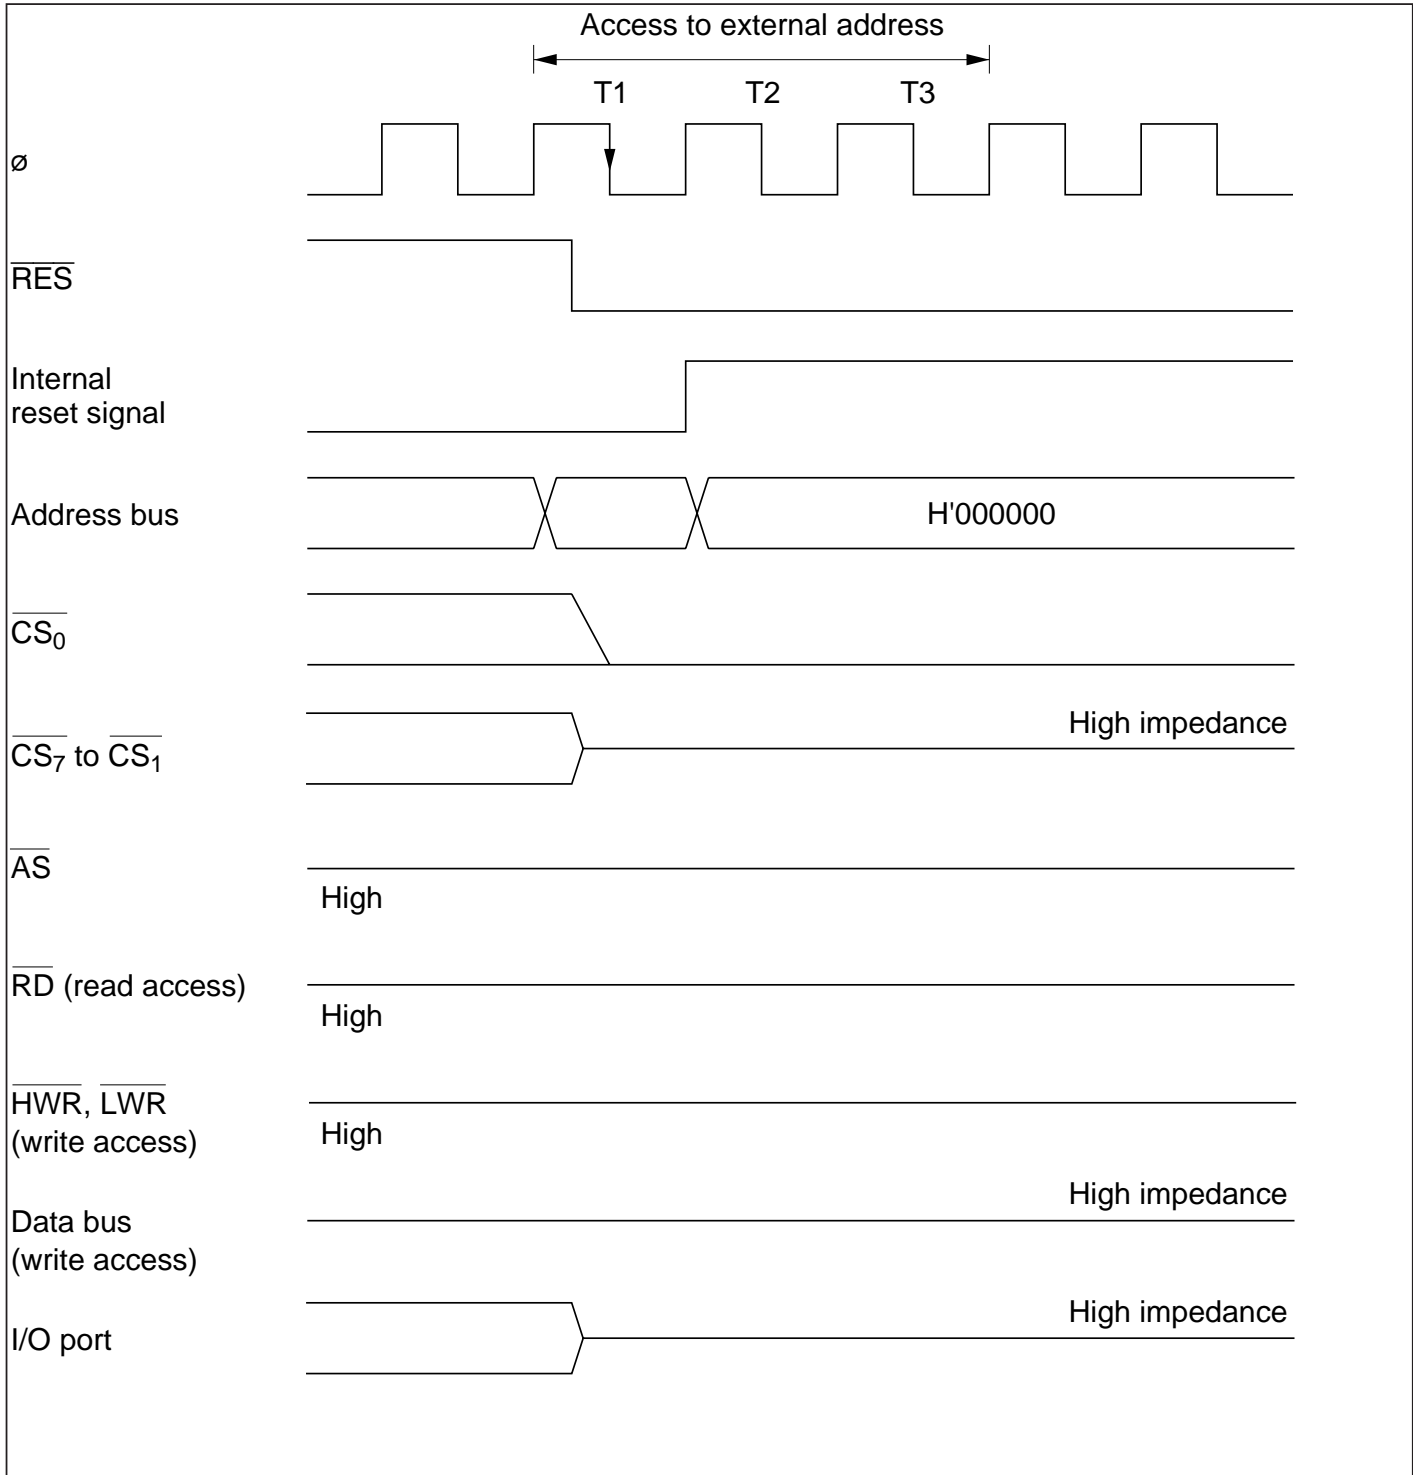 Access to external address
T1 T2 T3
ø
RES
Internal
reset signal
Address bus
H'000000
CS0
High impedance
CS7 to CS1
AS
High
RD (read access)
High
HWR, LWR
(write access)
High
High impedance
Data bus
(write access)
High impedance
I/O port